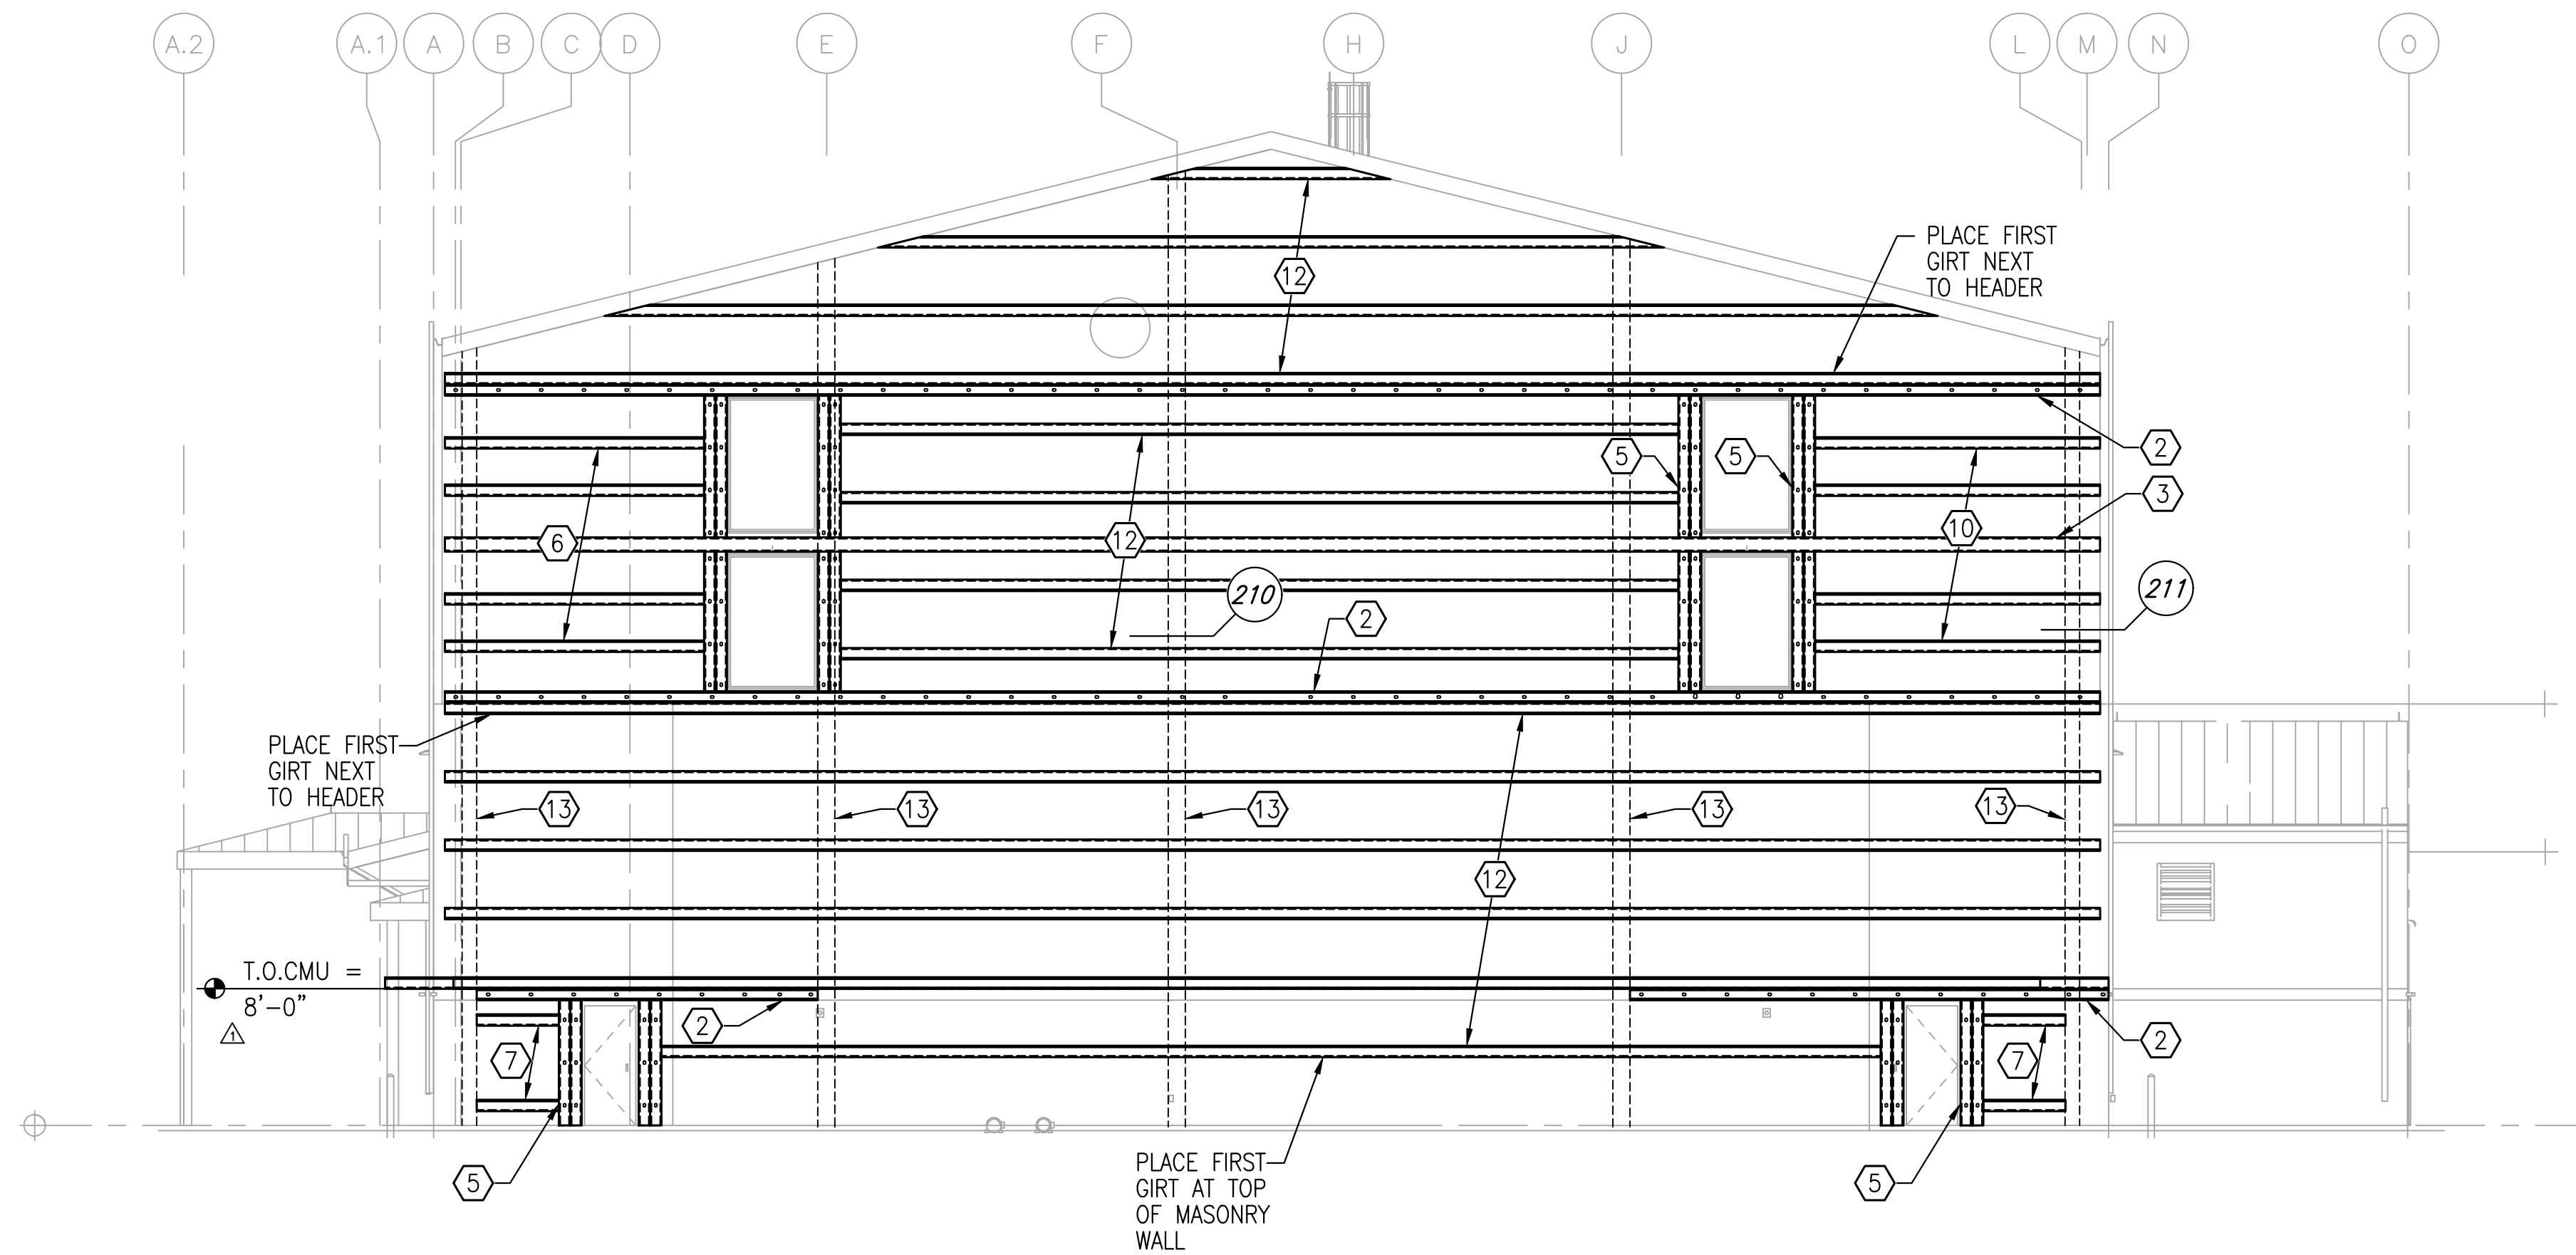 A.2 A.1 A B C D E F H J L M N O
PLACE FIRST
GIRT NEXT
TO HEADER
12
2
5 5
3
6 12 10
210 2 211
PLACE FIRST
GIRT NEXT
TO HEADER
13 13 13 13 13
12
T.O.CMU =
8'-0"
1
2 2
7 7
5 5
PLACE FIRST
GIRT AT TOP
OF MASONRY
WALL